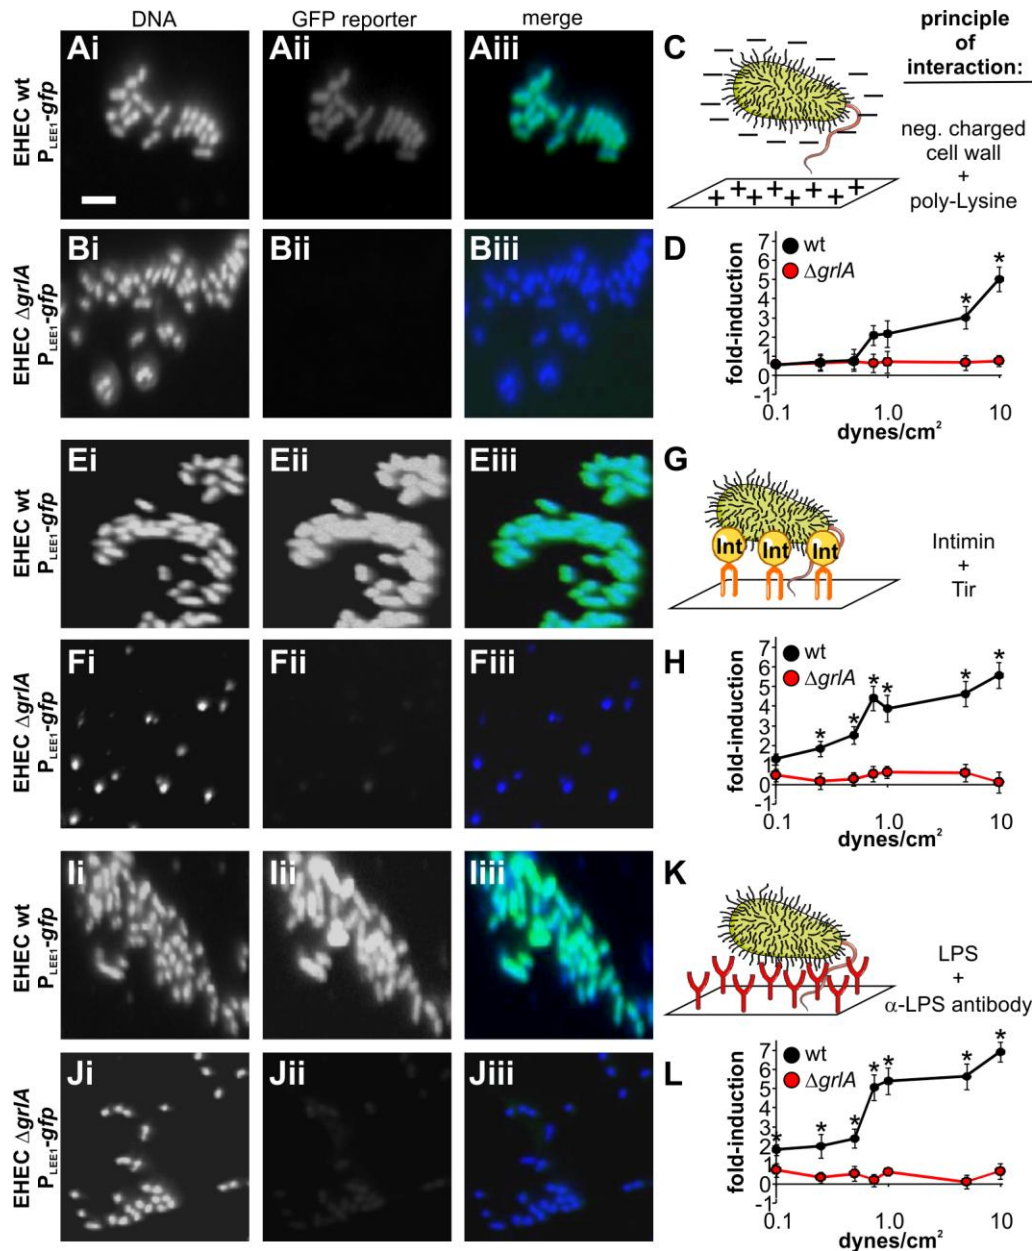 DNA
GFP reporter
merge
principle
of
interaction:
EHEC wt
P_LEE1-gfp
Ai
Aii
Aiii
C
neg. charged
cell wall
+
poly-Lysine
EHEC ΔgrlA
P_LEE1-gfp
Bi
Bii
Biii
D
wt
ΔgrlA
fold-induction
7
6
5
4
3
2
1
0
-1
* *
0.1 1.0 10
dynes/cm²
EHEC wt
P_LEE1-gfp
Ei
Eii
Eiii
G
Int Int Int
Intimin
+
Tir
EHEC ΔgrlA
P_LEE1-gfp
Fi
Fii
Fiii
H
wt
ΔgrlA
fold-induction
7
6
5
4
3
2
1
0
-1
* * * * * *
0.1 1.0 10
dynes/cm²
EHEC wt
P_LEE1-gfp
Ii
Iii
Iiii
K
LPS
+
α-LPS antibody
EHEC ΔgrlA
P_LEE1-gfp
Ji
Jii
Jiii
L
wt
ΔgrlA
fold-induction
7
6
5
4
3
2
1
0
-1
* * * * * * *
0.1 1.0 10
dynes/cm²